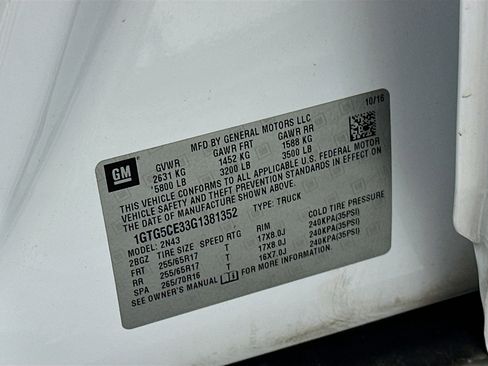 10/16
MFD BY GENERAL MOTORS LLC
GVWR GAWR FRT GAWR RR
2631 KG 1452 KG 1588 KG
5800 LB 3200 LB 3500 LB
GM
THIS VEHICLE CONFORMS TO ALL APPLICABLE U.S. FEDERAL MOTOR
VEHICLE SAFETY AND THEFT PREVENTION STANDARDS IN EFFECT ON
THE DATE OF MANUFACTURE SHOWN ABOVE.
1GTG5CE33G1381352 TYPE: TRUCK
MODEL: 2N43 COLD TIRE PRESSURE
2BGZ TIRE SIZE SPEED RTG RIM
FRT 255/65R17 T 17X8.0J 240KPA(35PSI)
RR 255/65R17 T 17X8.0J 240KPA(35PSI)
SPA 265/70R16 T 16X7.0J 240KPA(35PSI)
SEE OWNER'S MANUAL FOR MORE INFORMATION.